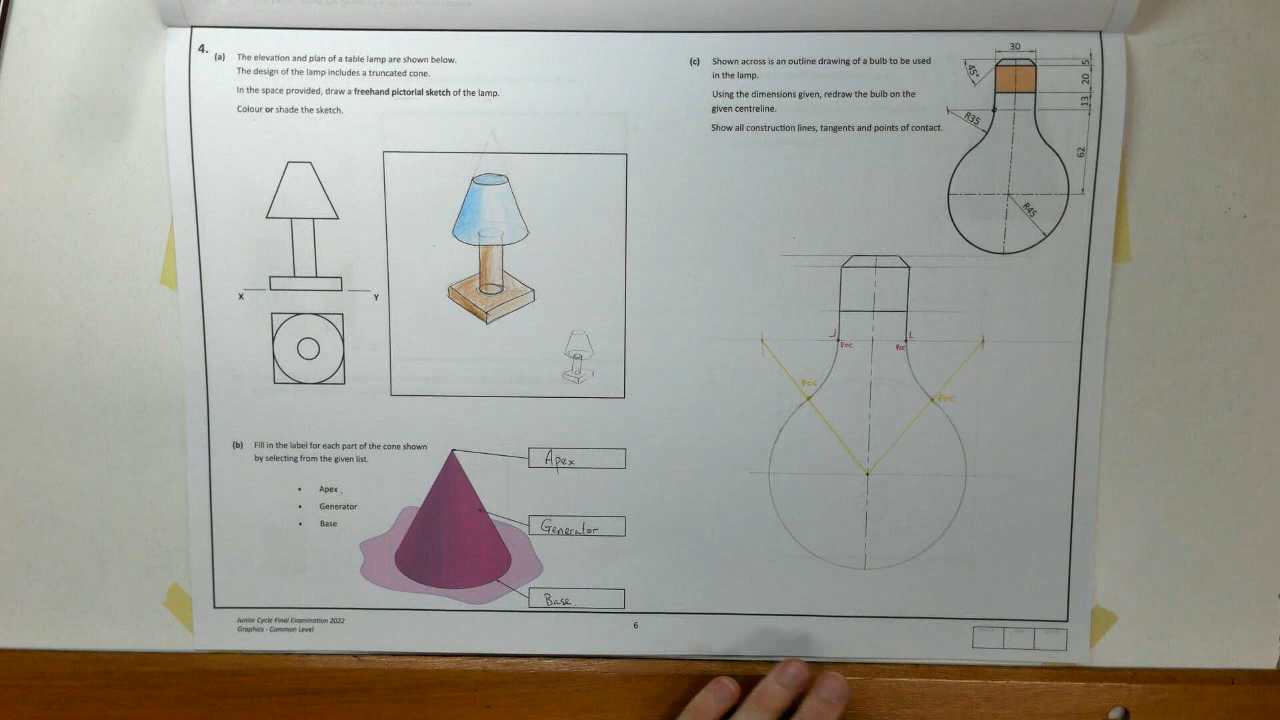 4.
(a) The elevation and plan of a table lamp are shown below.
The design of the lamp includes a truncated cone.
In the space provided, draw a freehand pictorial sketch of the lamp.
Colour or shade the sketch.
X
Y
(b) Fill in the label for each part of the cone shown
by selecting from the given list.
• Apex
• Generator
• Base
Apex
Generator
Base
(c) Shown across is an outline drawing of a bulb to be used
in the lamp.
Using the dimensions given, redraw the bulb on the
given centreline.
Show all construction lines, tangents and points of contact.
30
45°
5
20
13
R35
62
R45
POC
POC
POC
POC
Junior Cycle Final Examination 2022
Graphics - Common Level
6